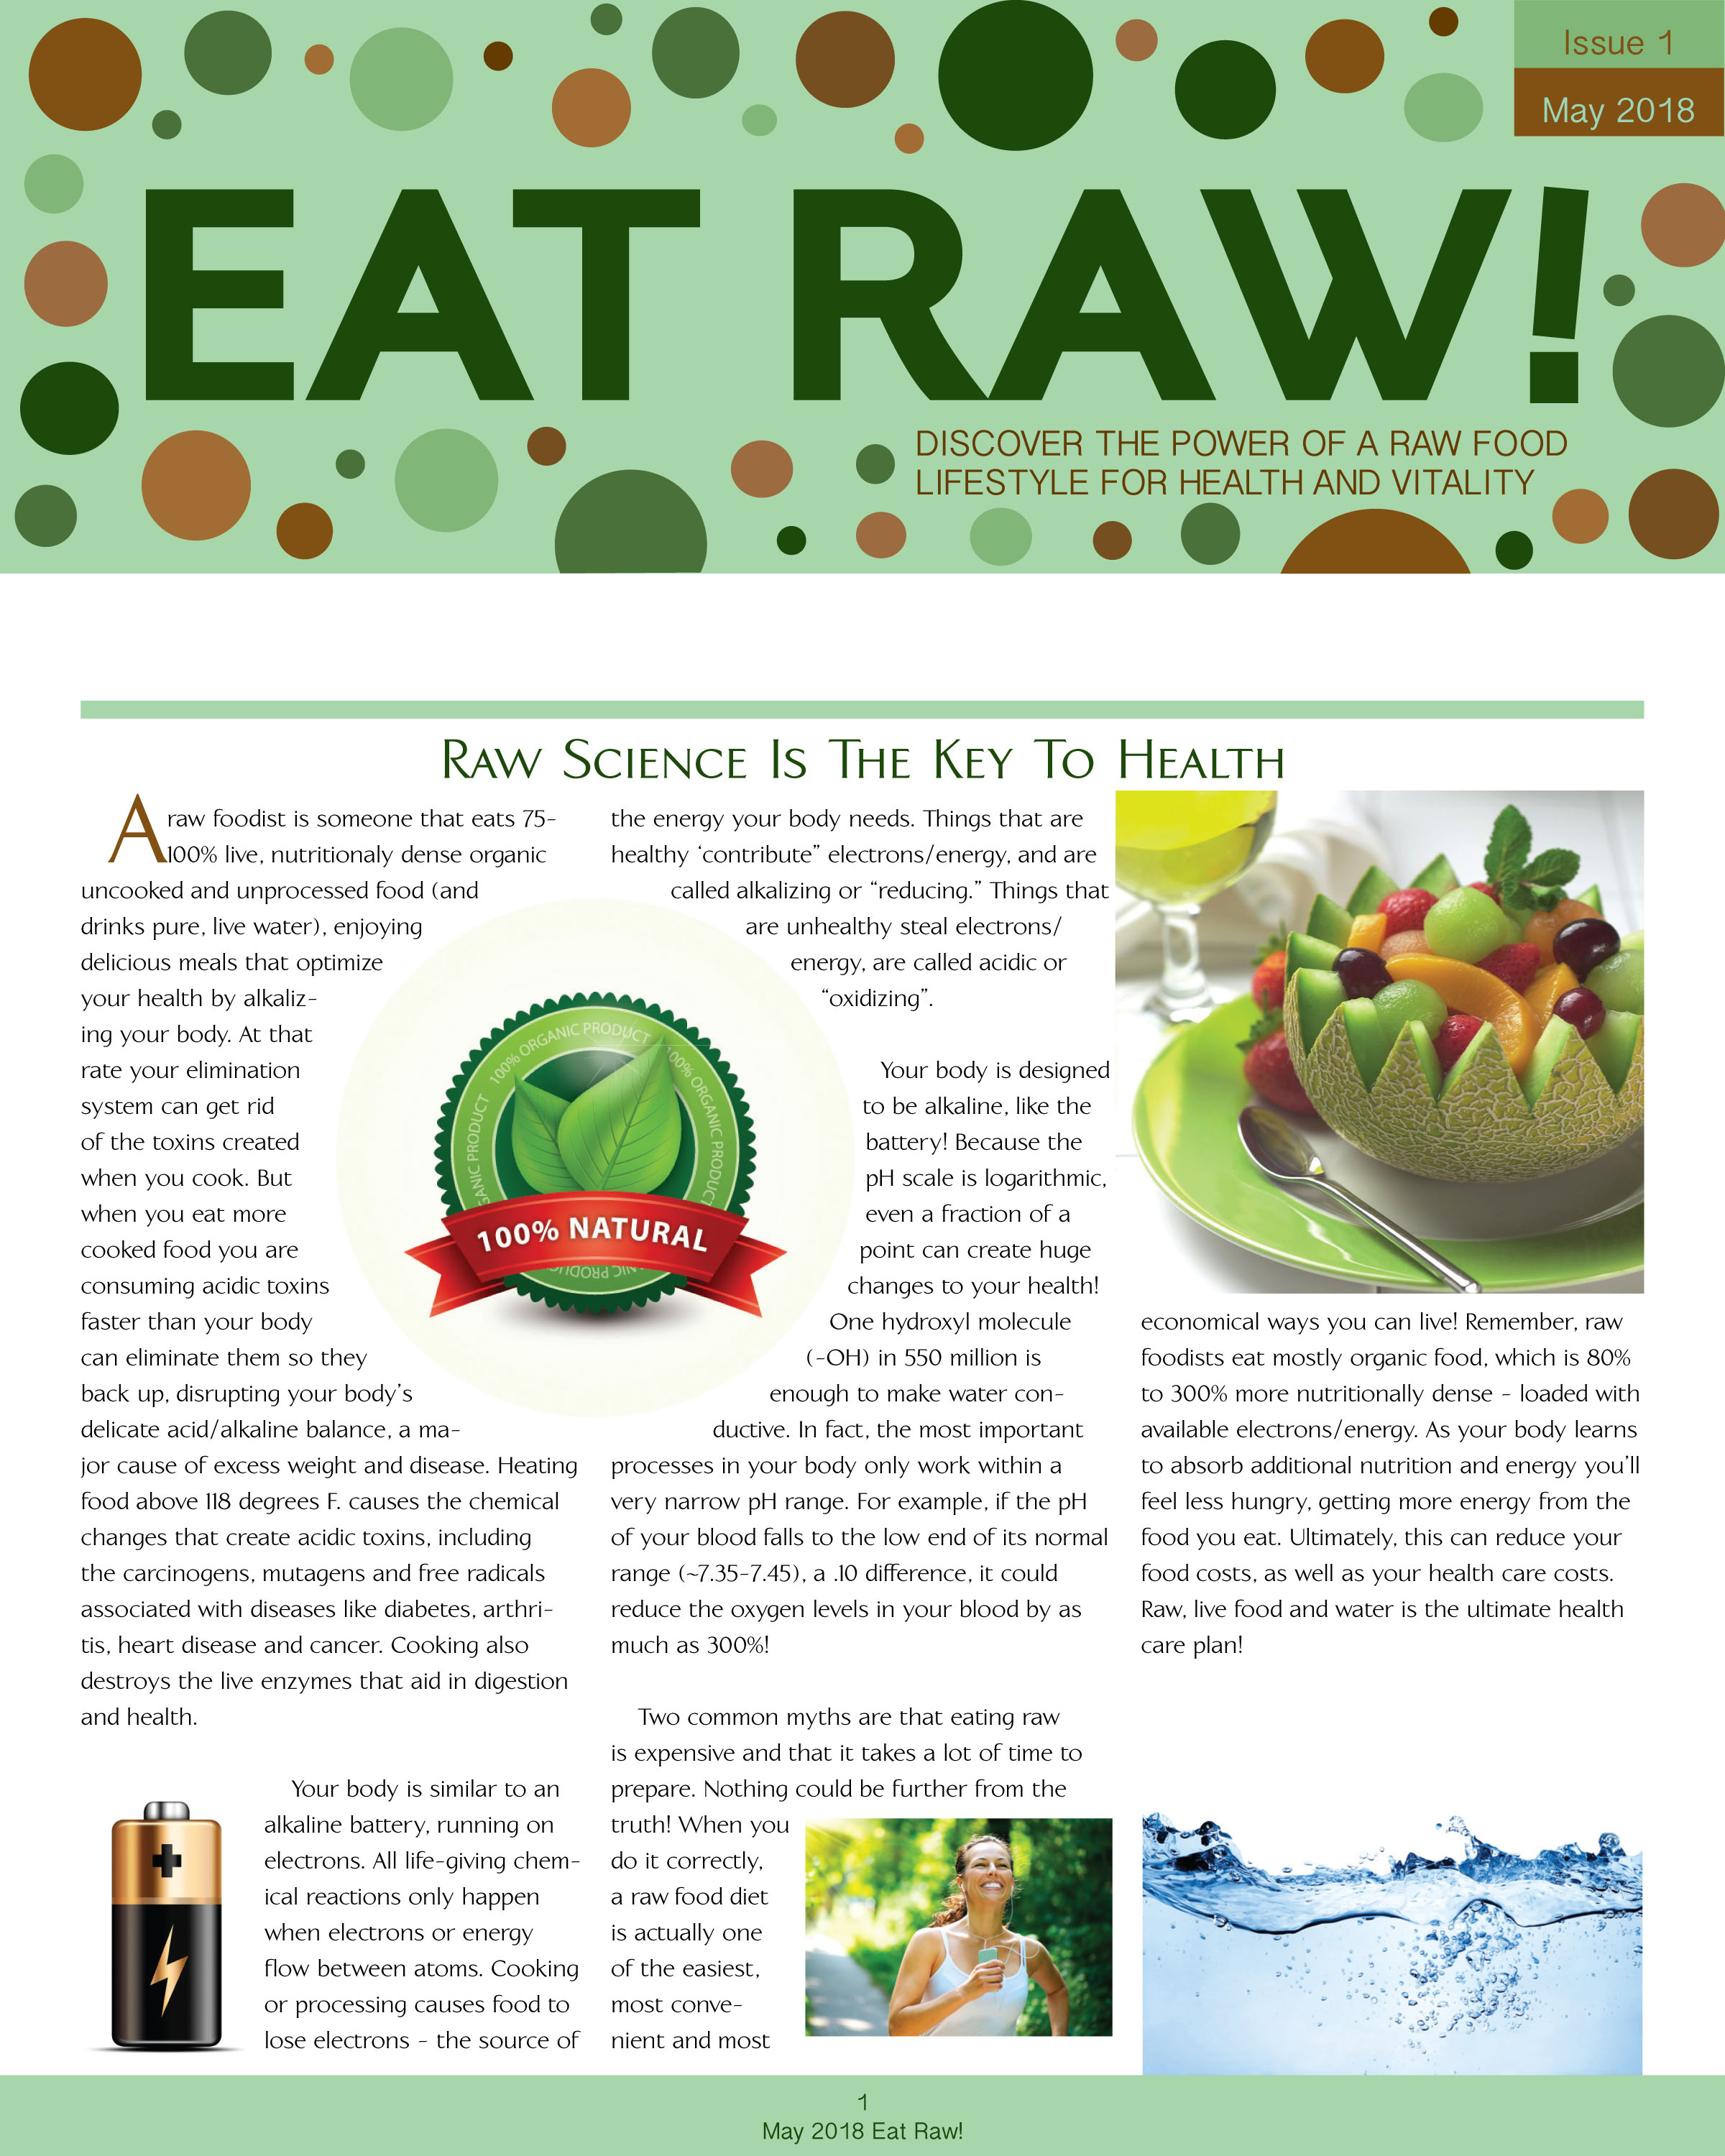 Issue 1
May 2018
EAT RAW!
DISCOVER THE POWER OF A RAW FOOD
LIFESTYLE FOR HEALTH AND VITALITY
Raw Science Is The Key To Health
A raw foodist is someone that eats 75-
100% live, nutritionaly dense organic
uncooked and unprocessed food (and
drinks pure, live water), enjoying
delicious meals that optimize
your health by alkaliz-
ing your body. At that
rate your elimination
system can get rid
of the toxins created
when you cook. But
when you eat more
cooked food you are
consuming acidic toxins
faster than your body
can eliminate them so they
back up, disrupting your body's
delicate acid/alkaline balance, a ma-
jor cause of excess weight and disease. Heating
food above 118 degrees F. causes the chemical
changes that create acidic toxins, including
the carcinogens, mutagens and free radicals
associated with diseases like diabetes, arthri-
tis, heart disease and cancer. Cooking also
destroys the live enzymes that aid in digestion
and health.
Your body is similar to an
alkaline battery, running on
electrons. All life-giving chem-
ical reactions only happen
when electrons or energy
flow between atoms. Cooking
or processing causes food to
lose electrons - the source of
100% ORGANIC PRODUCT
100% ORGANIC PRODUCT
GANIC PRODUCT
100% NATURAL
the energy your body needs. Things that are
healthy ‘contribute” electrons/energy, and are
called alkalizing or “reducing.” Things that
are unhealthy steal electrons/
energy, are called acidic or
“oxidizing”.
Your body is designed
to be alkaline, like the
battery! Because the
pH scale is logarithmic,
even a fraction of a
point can create huge
changes to your health!
One hydroxyl molecule
(-OH) in 550 million is
enough to make water con-
ductive. In fact, the most important
processes in your body only work within a
very narrow pH range. For example, if the pH
of your blood falls to the low end of its normal
range (~7.35-7.45), a .10 difference, it could
reduce the oxygen levels in your blood by as
much as 300%!
Two common myths are that eating raw
is expensive and that it takes a lot of time to
prepare. Nothing could be further from the
truth! When you
do it correctly,
a raw food diet
is actually one
of the easiest,
most conve-
nient and most
economical ways you can live! Remember, raw
foodists eat mostly organic food, which is 80%
to 300% more nutritionally dense - loaded with
available electrons/energy. As your body learns
to absorb additional nutrition and energy you'll
feel less hungry, getting more energy from the
food you eat. Ultimately, this can reduce your
food costs, as well as your health care costs.
Raw, live food and water is the ultimate health
care plan!
1
May 2018 Eat Raw!